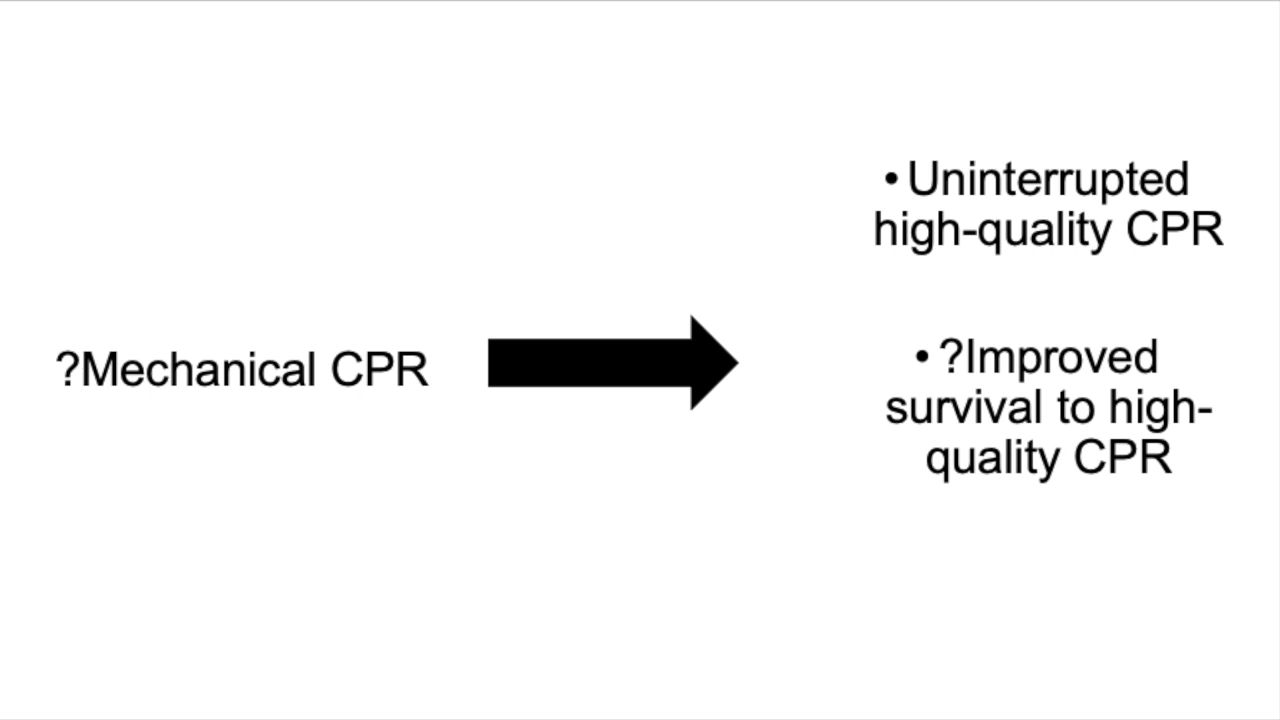 ?Mechanical CPR
• Uninterrupted
high-quality CPR
• ?Improved
survival to high-
quality CPR